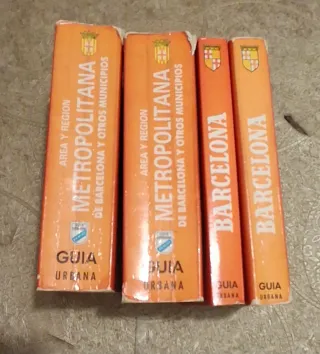 AREA Y REGION
METROPOLITANA
DE BARCELONA Y OTROS MUNICIPIOS
GUIA
URBANA
AREA Y REGION
METROPOLITANA
DE BARCELONA Y OTROS MUNICIPIOS
GUIA
URBANA
BARCELONA
GUIA
URBANA
BARCELONA
GUIA
URBANA